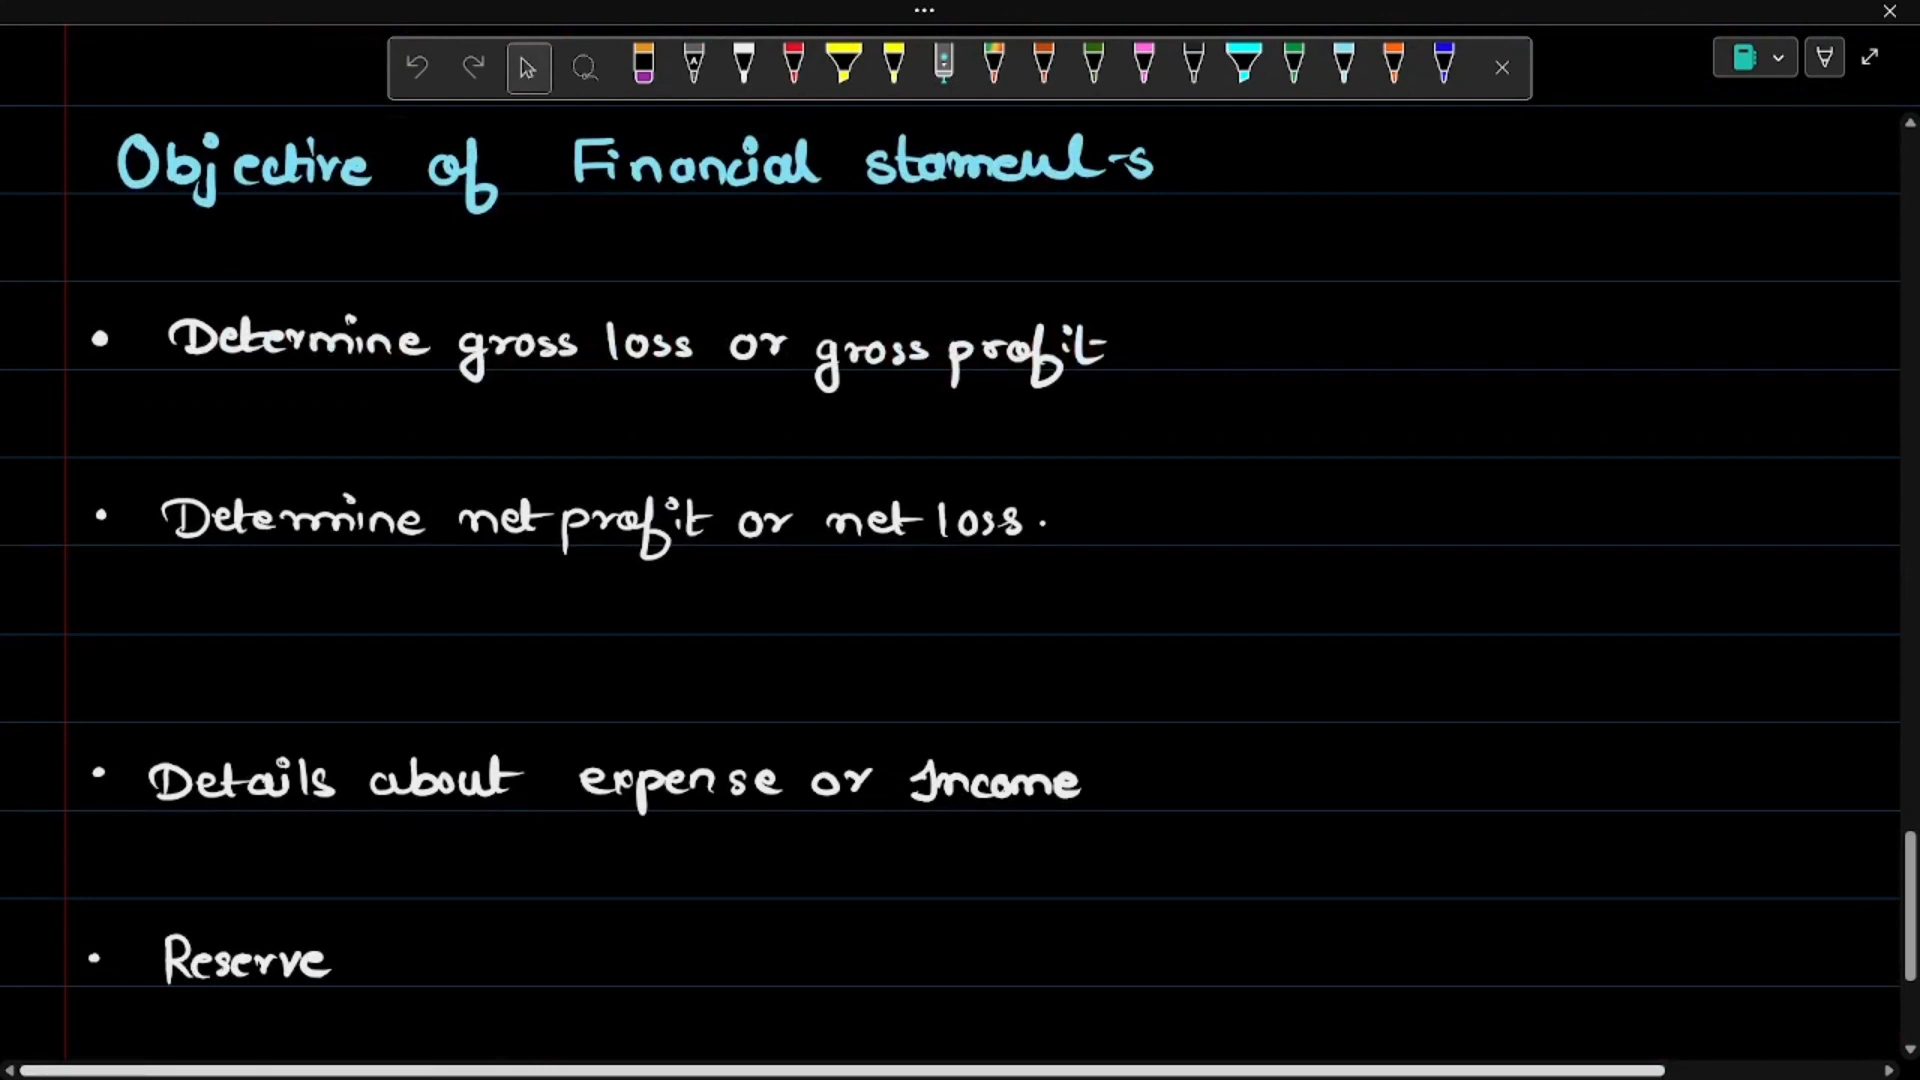 Objective of Financial stament-s
• Determine gross loss or gross profit
• Determine net profit or net loss.
• Details about expense or Income
• Reserve